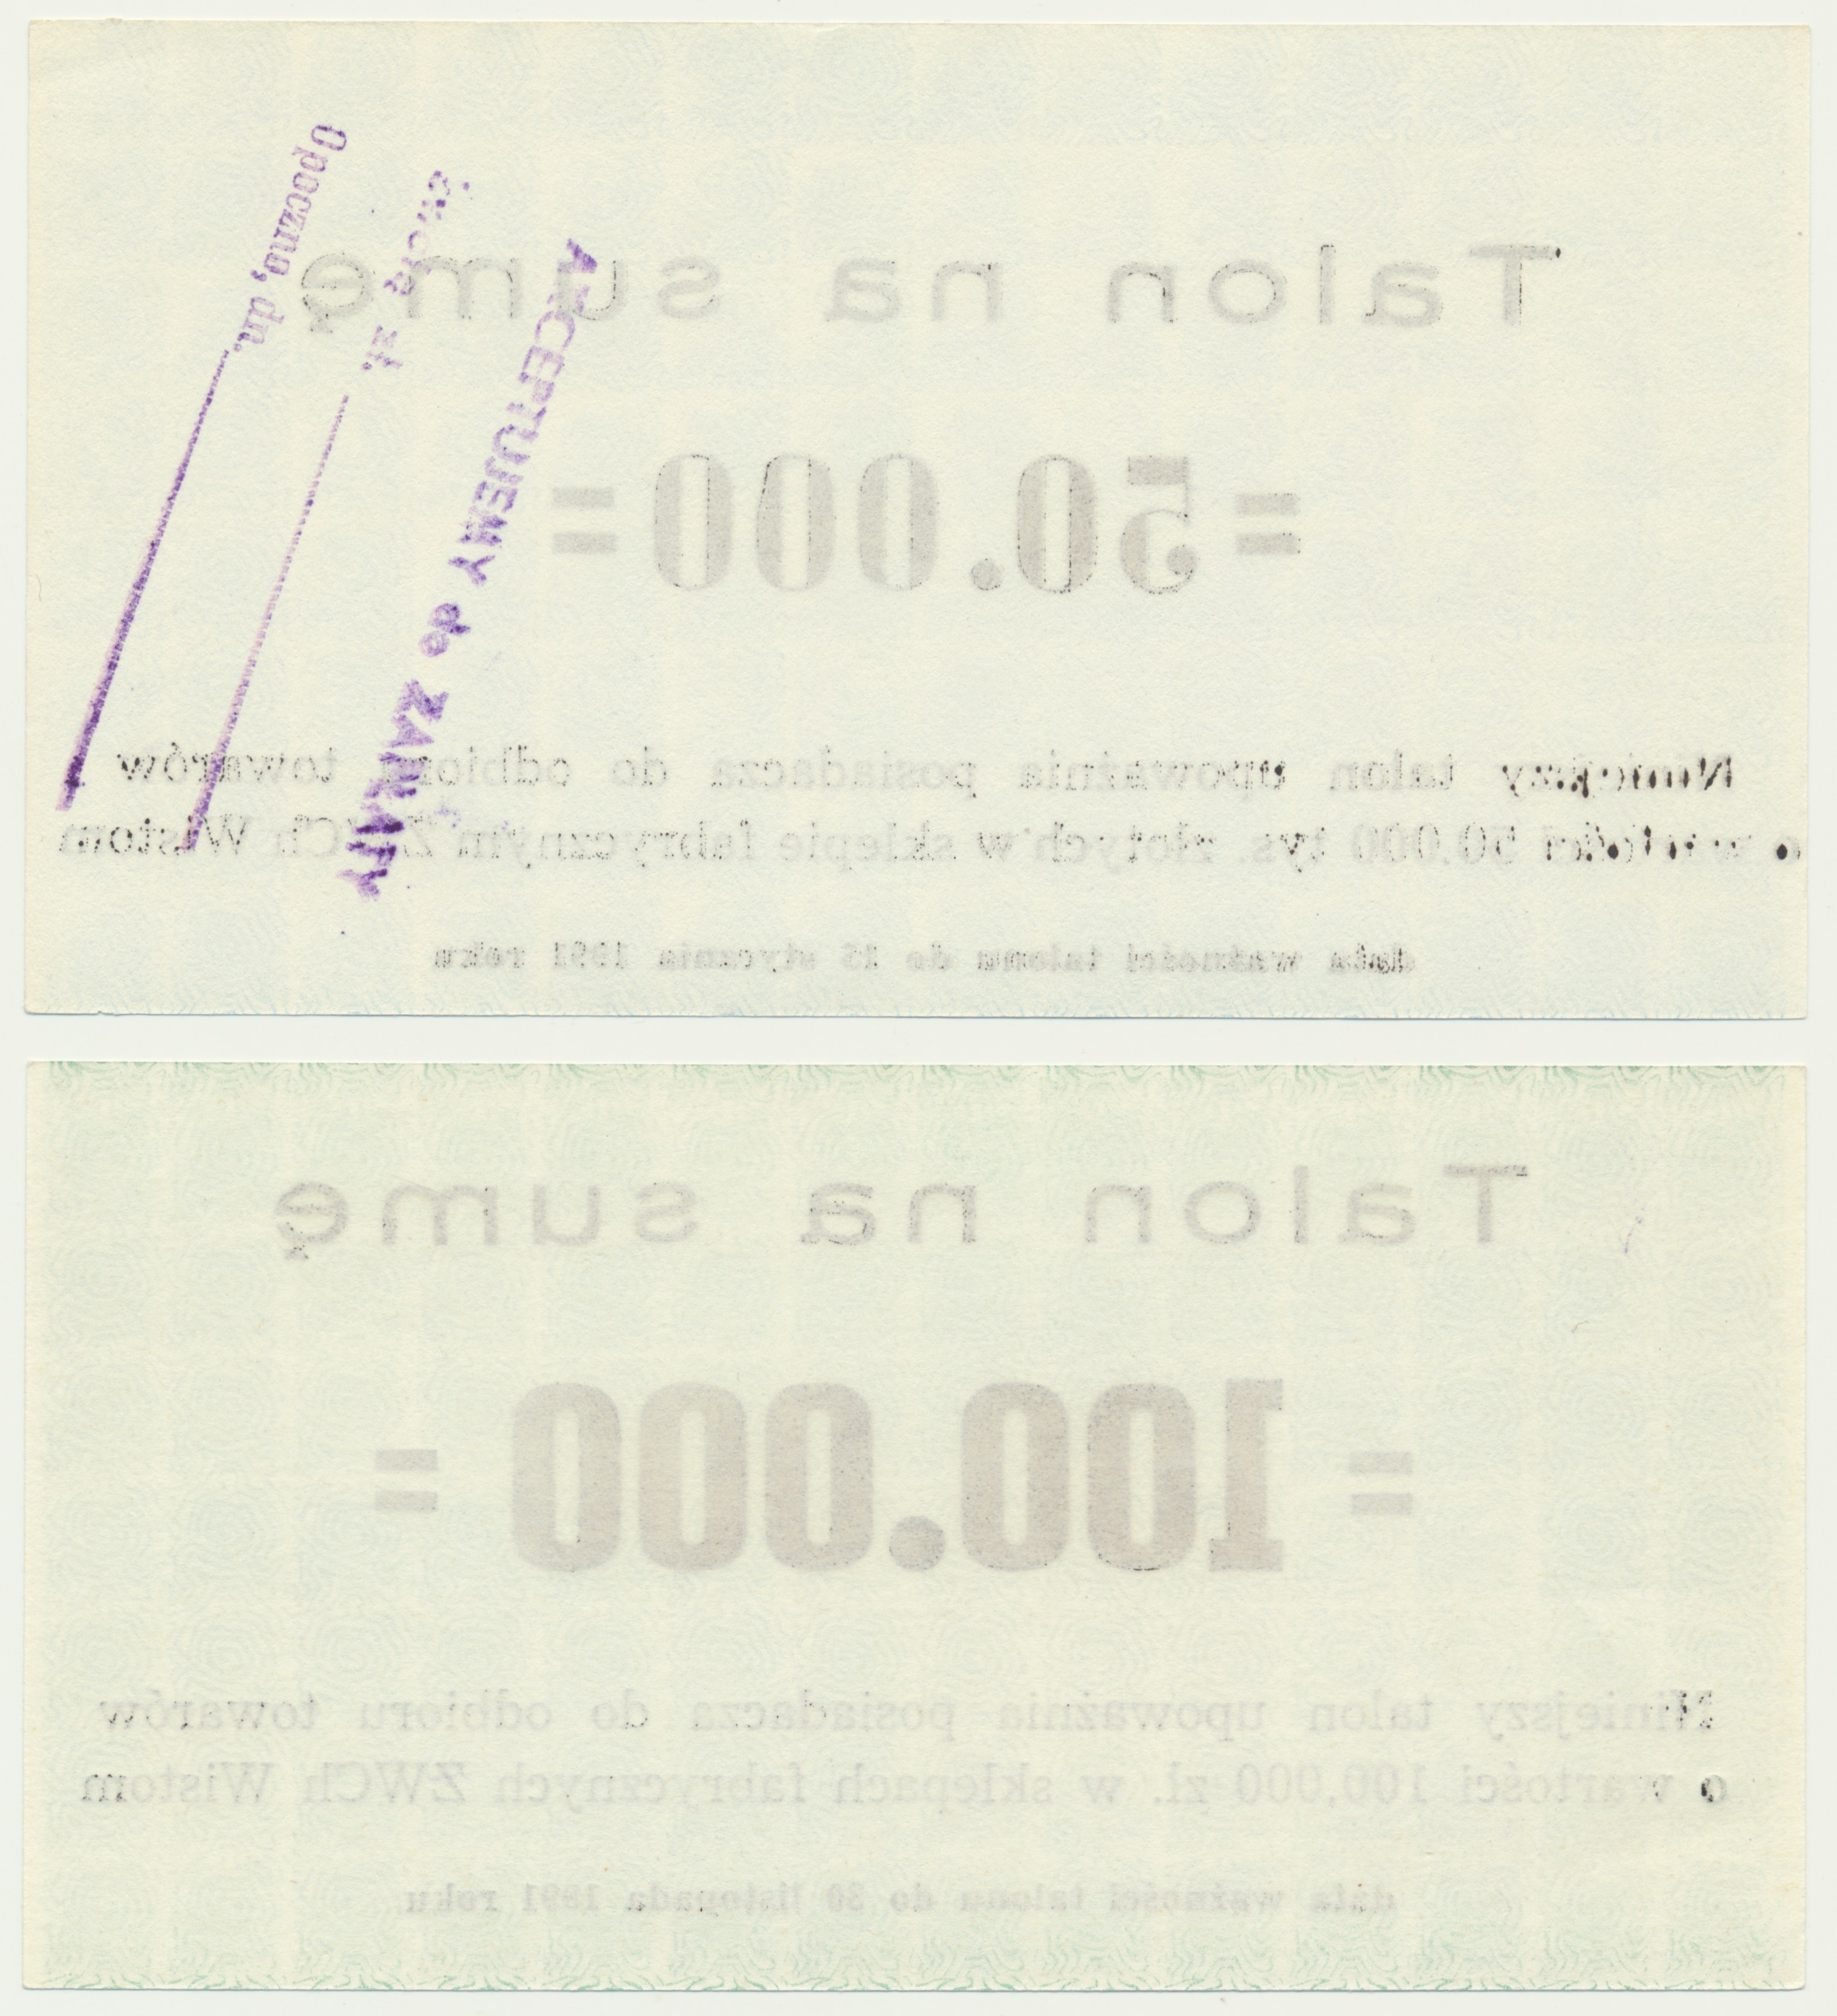 Opoczno, dn.
kwotę zł.
AKCEPTUJEMY do ZAPŁATY
Talon na sumę
= 50.000 =
Niniejszy talon upoważnia posiadacza do odbioru towarów
o wartości 50.000 tys. złotych w sklepie fabrycznym ZWCh Wistom
data ważności talonu do 15 stycznia 1991 roku
Talon na sumę
= 100.000 =
Niniejszy talon upoważnia posiadacza do odbioru towarów
o wartości 100.000 zł. w sklepach fabrycznych ZWCh Wistom
data ważności talonu do 30 listopada 1991 roku